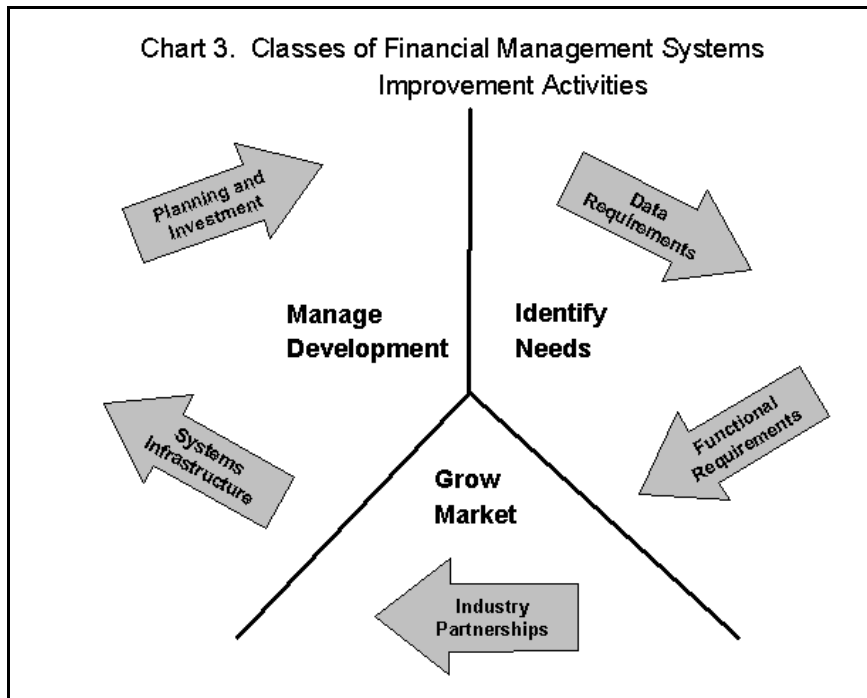 Chart 3. Classes of Financial Management Systems
Improvement Activities
Planning and
Investment
Data
Requirements
Manage
Development
Identify
Needs
Systems
Infrastructure
Functional
Requirements
Grow
Market
Industry
Partnerships